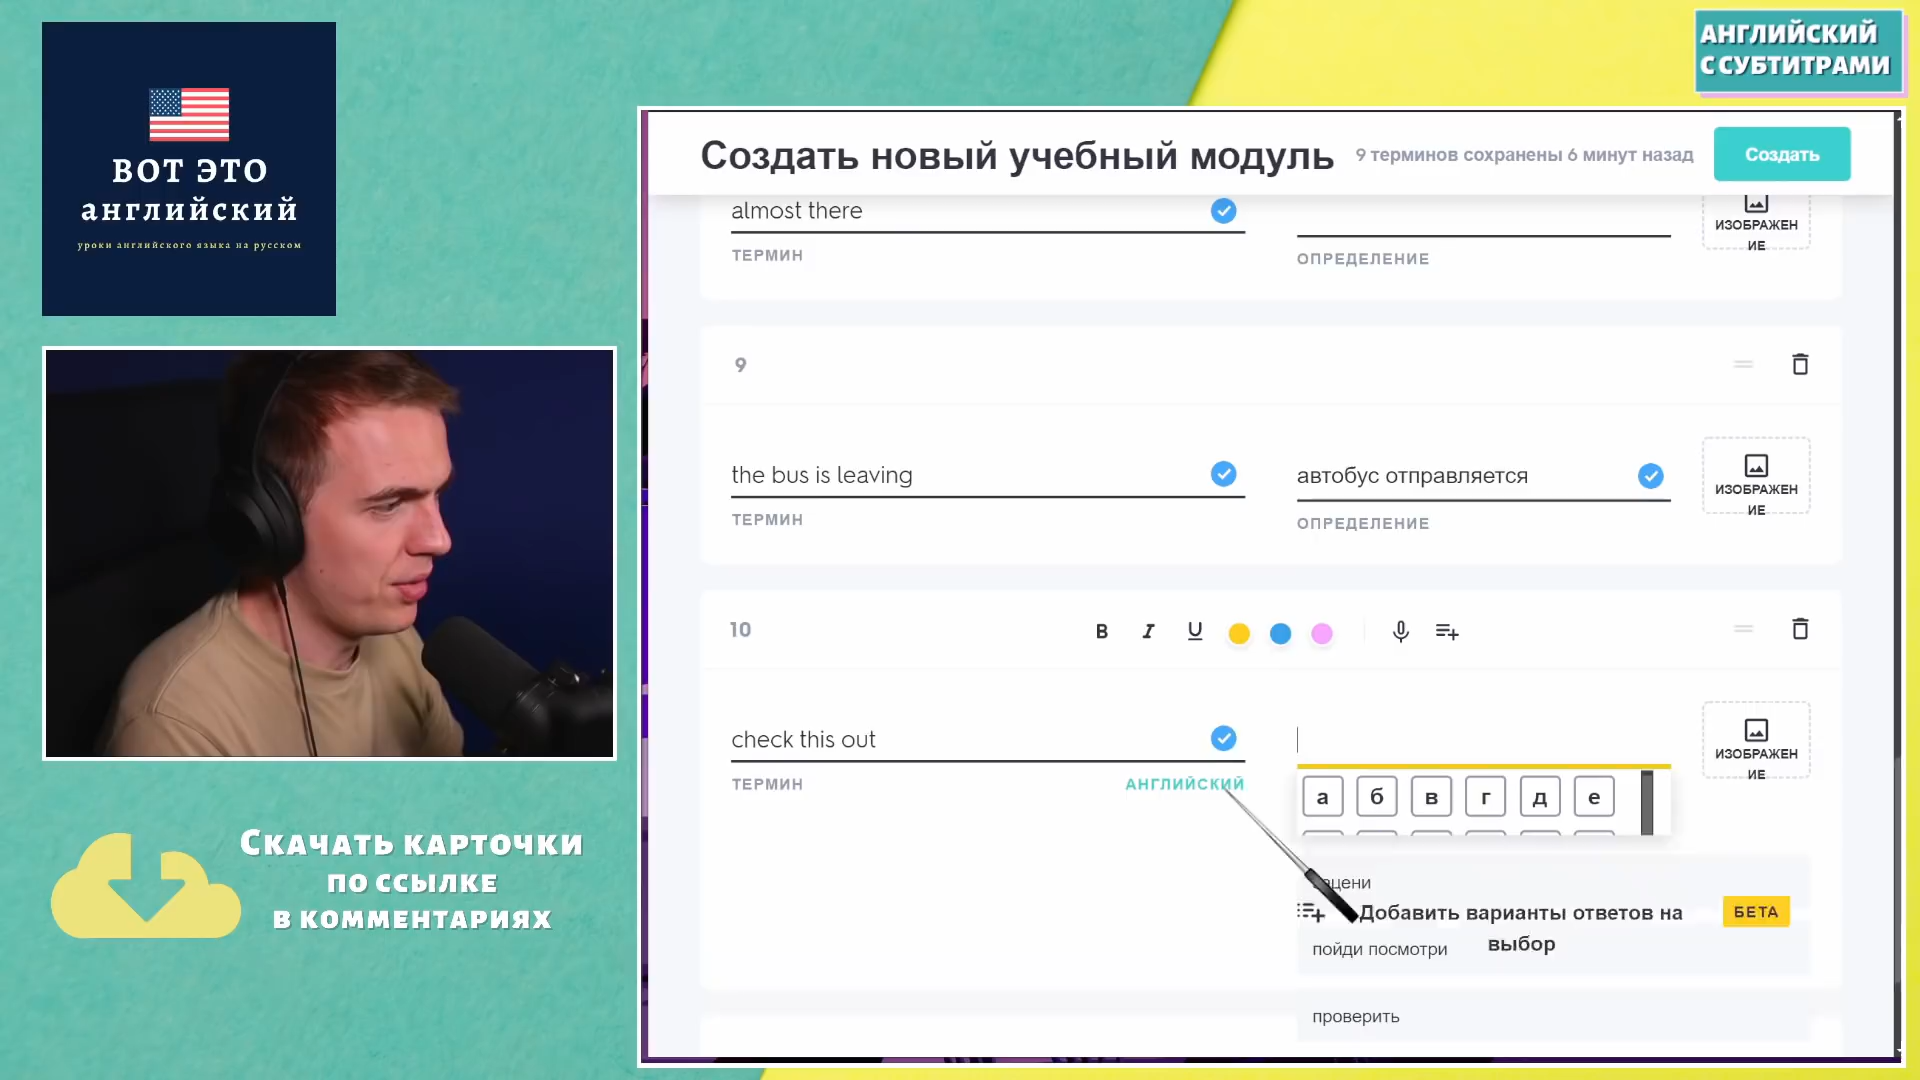 ВОТ ЭТО
английский
уроки английского языка на русском
АНГЛИЙСКИЙ
С СУБТИТРАМИ
Создать новый учебный модуль
9 терминов сохранены 6 минут назад
Создать
almost there
ТЕРМИН
ОПРЕДЕЛЕНИЕ
ИЗОБРАЖЕН
ИЕ
9
the bus is leaving
ТЕРМИН
автобус отправляется
ОПРЕДЕЛЕНИЕ
ИЗОБРАЖЕН
ИЕ
10
B I U
check this out
ТЕРМИН
АНГЛИЙСКИЙ
ИЗОБРАЖЕН
ИЕ
а б в г д е
Добавить варианты ответов на
выбор
БЕТА
пойди посмотри
проверить
Скачать карточки
по ссылке
в комментариях